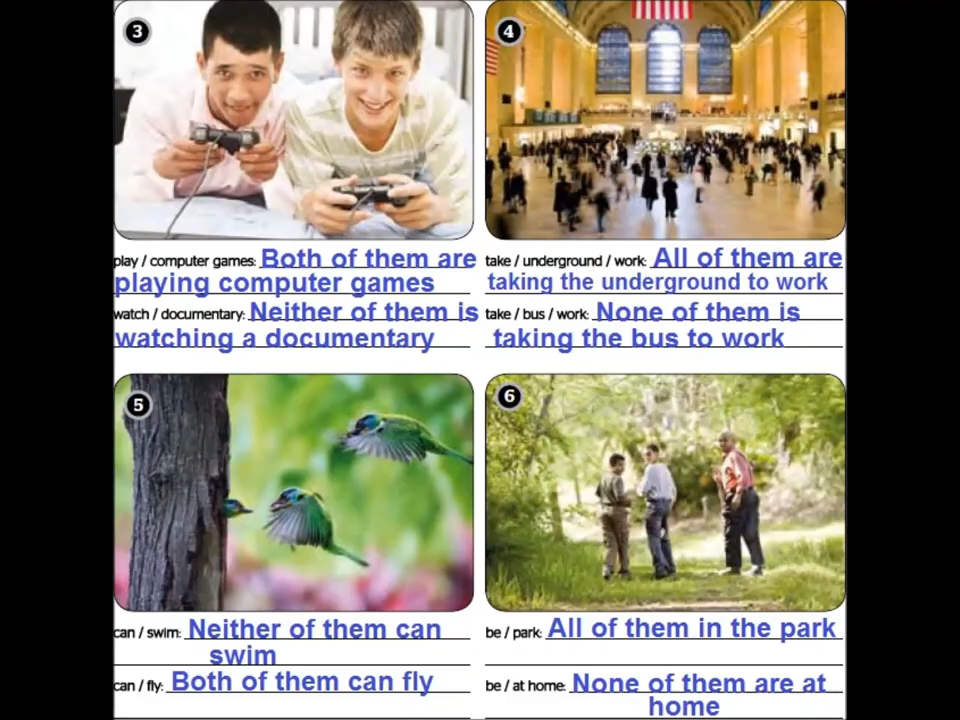 3
4
play / computer games: Both of them are
playing computer games
watch / documentary: Neither of them is
watching a documentary
take / underground / work: All of them are
taking the underground to work
take / bus / work: None of them is
taking the bus to work
5
6
can / swim: Neither of them can
swim
can / fly: Both of them can fly
be / park: All of them in the park
be / at home: None of them are at
home